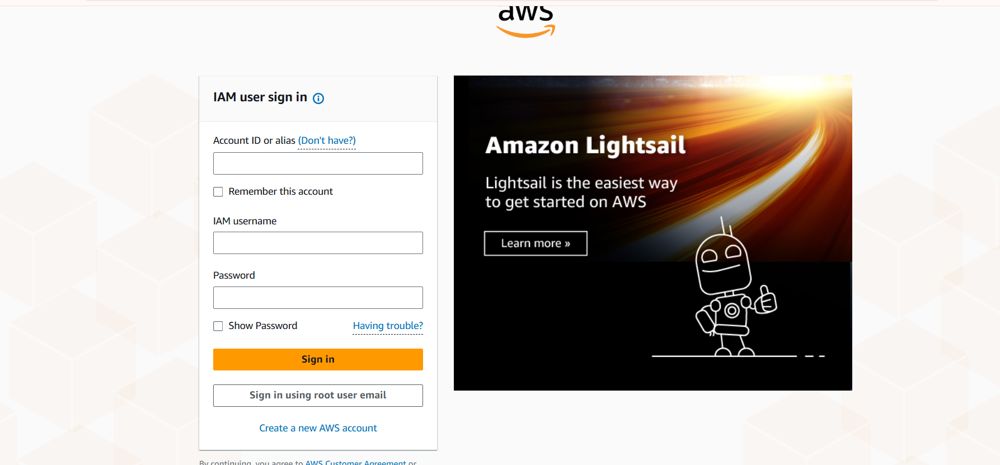 aws
IAM user sign in
Account ID or alias (Don't have?)
Remember this account
IAM username
Password
Show Password
Having trouble?
Sign in
Sign in using root user email
Create a new AWS account
By continuing, you agree to AWS Customer Agreement or
Amazon Lightsail
Lightsail is the easiest way
to get started on AWS
Learn more »